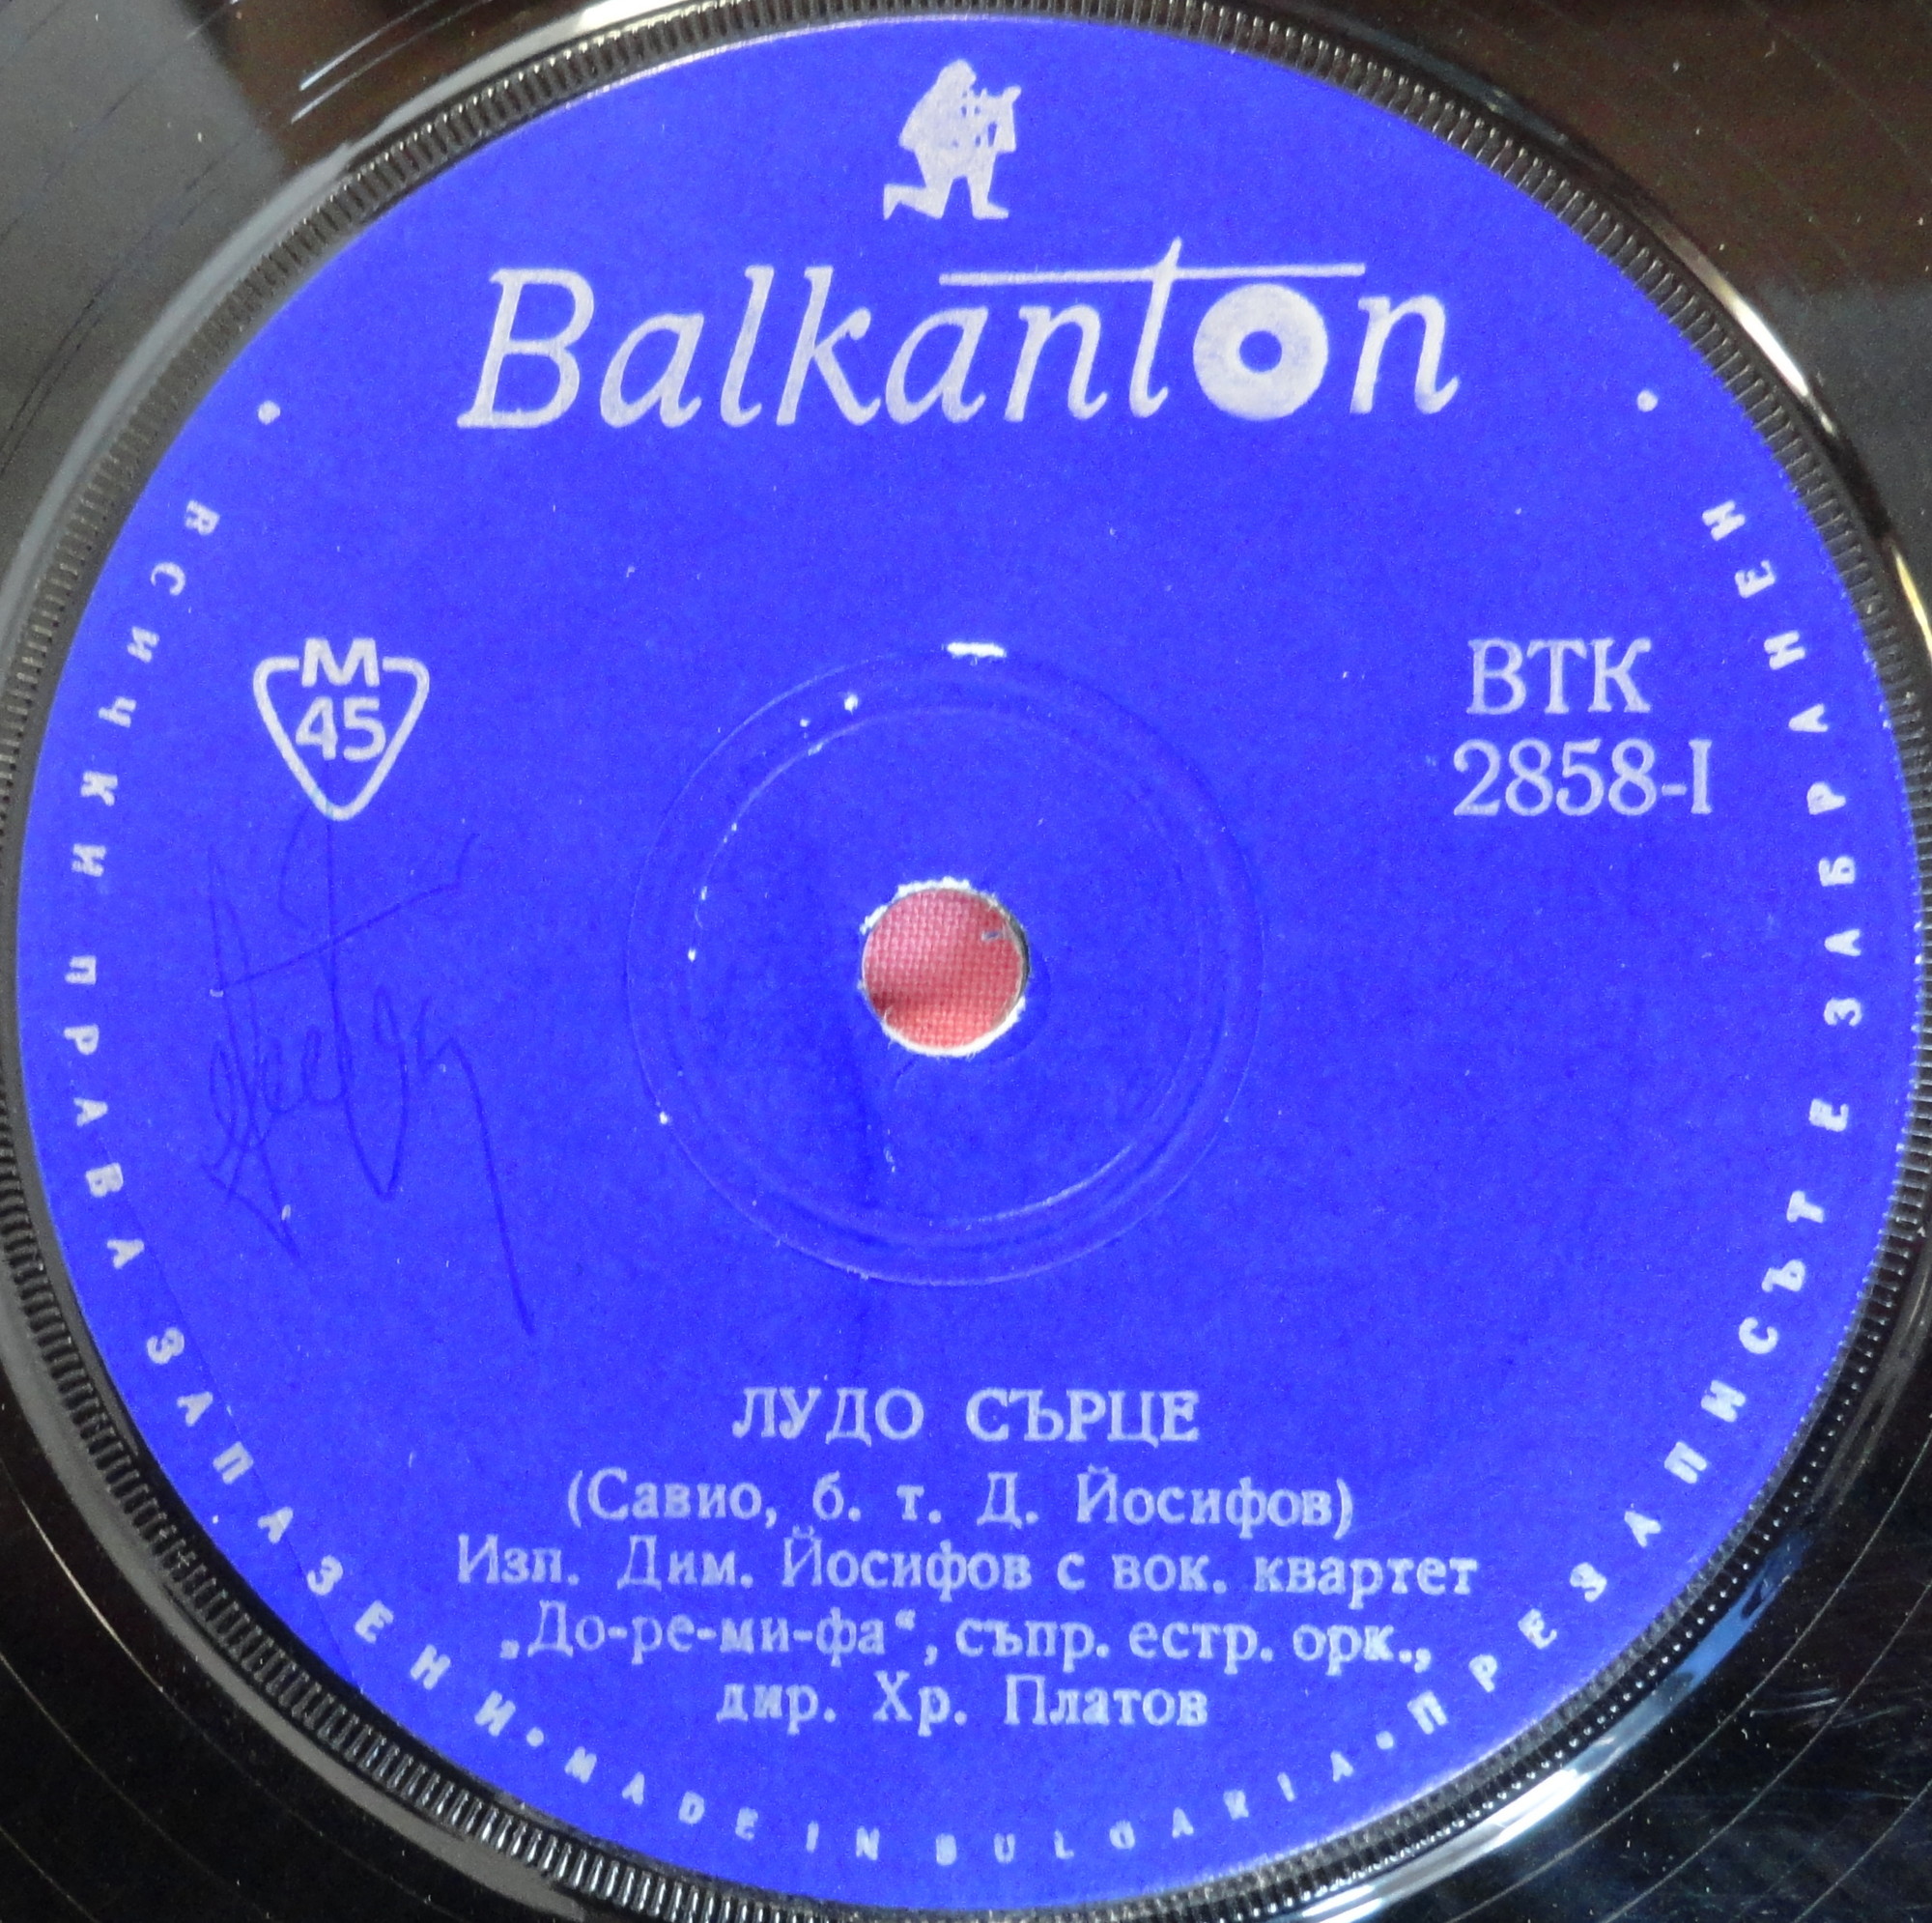 Balkanton
М
45
ВТК
2858-I
ЛУДО СЪРЦЕ
(Савио, б. т. Д. Йосифов)
Изп. Дим. Йосифов с вок. квартет
„До-ре-ми-фа“, съпр. естр. орк.,
дир. Хр. Платов
ВСИЧКИ ПРАВА ЗАПАЗЕНИ • MADE IN BULGARIA • ПРЕЗАПИСЪТ Е ЗАБРАНЕН